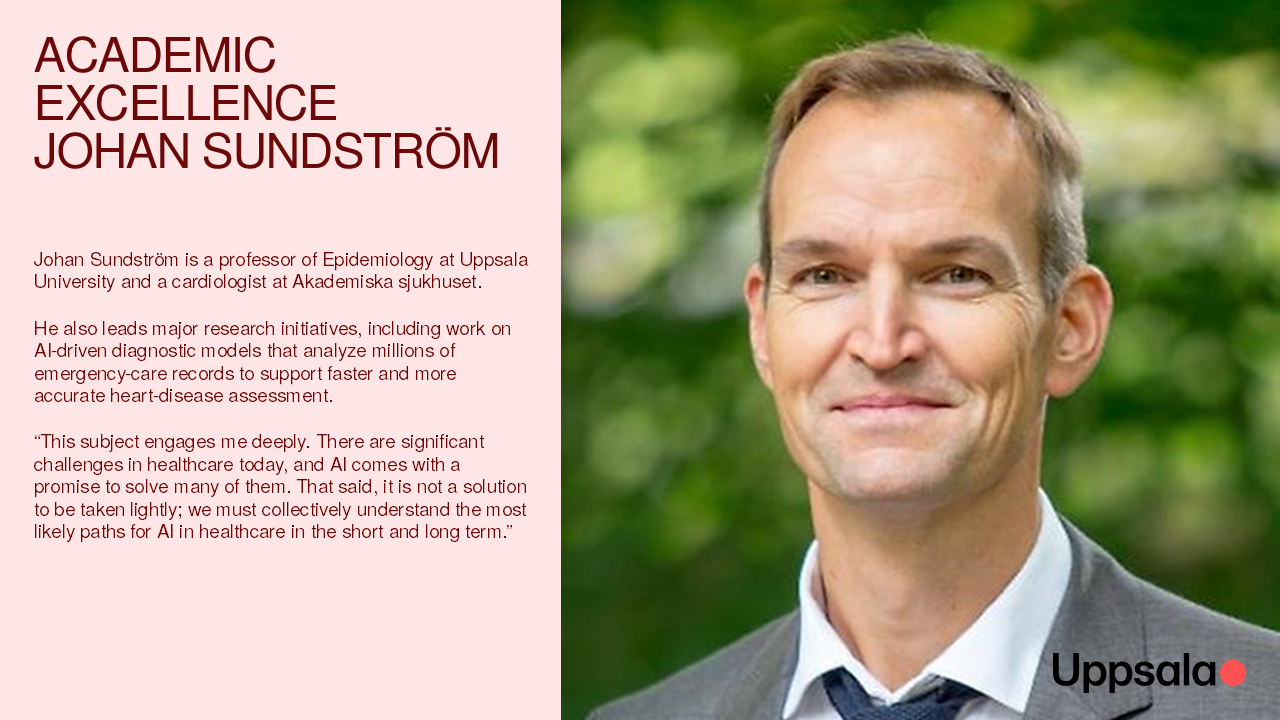 ACADEMIC
EXCELLENCE
JOHAN SUNDSTRÖM
Johan Sundström is a professor of Epidemiology at Uppsala
University and a cardiologist at Akademiska sjukhuset.
He also leads major research initiatives, including work on
AI-driven diagnostic models that analyze millions of
emergency-care records to support faster and more
accurate heart-disease assessment.
“This subject engages me deeply. There are significant
challenges in healthcare today, and AI comes with a
promise to solve many of them. That said, it is not a solution
to be taken lightly; we must collectively understand the most
likely paths for AI in healthcare in the short and long term.”
Uppsala